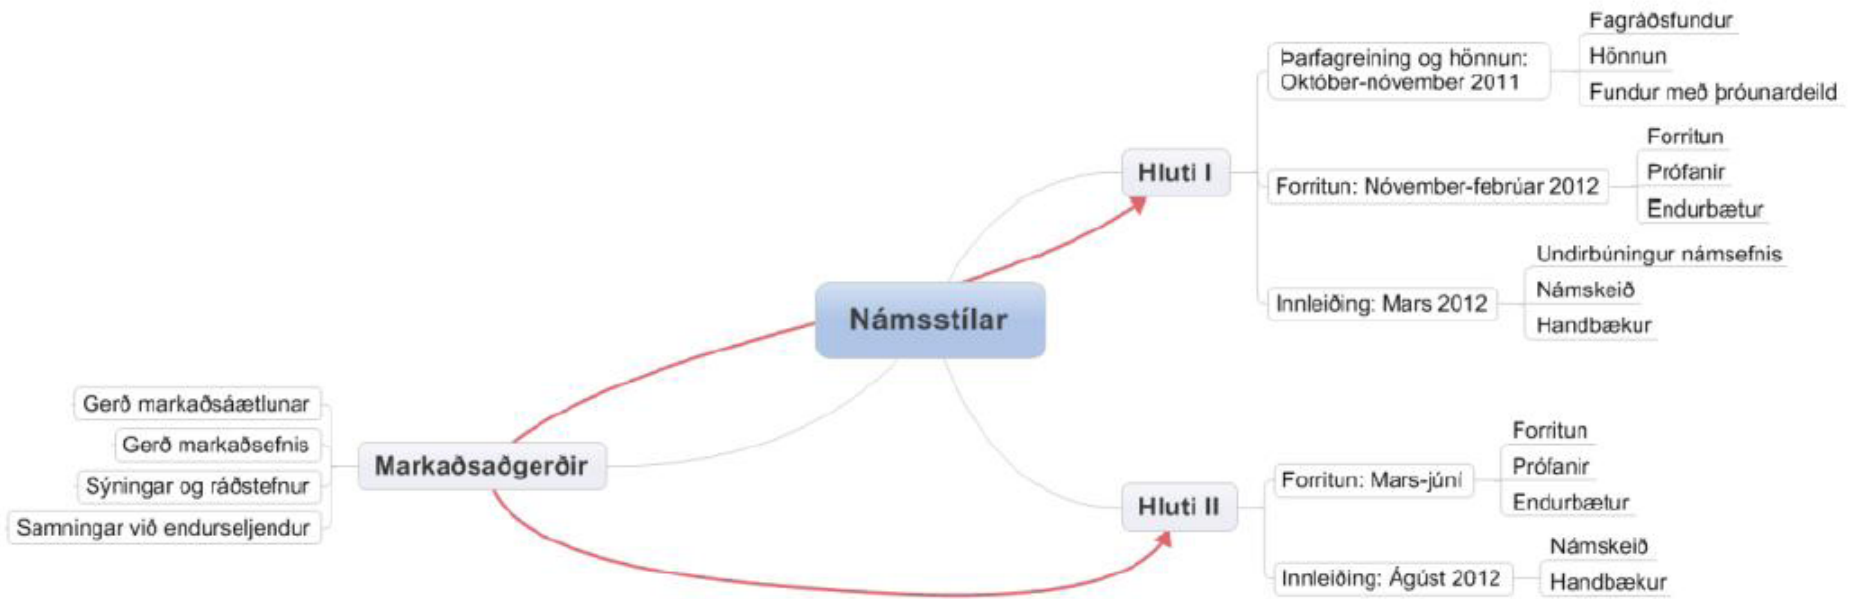 Námsstílar
Hluti I
Þarfagreining og hönnun:
Október-nóvember 2011
Fagráðsfundur
Hönnun
Fundur með þróunardeild
Forritun: Nóvember-febrúar 2012
Forritun
Prófanir
Endurbætur
Innleiðing: Mars 2012
Undirbúningur námsefnis
Námskeið
Handbækur
Hluti II
Forritun: Mars-júní
Forritun
Prófanir
Endurbætur
Innleiðing: Ágúst 2012
Námskeið
Handbækur
Markaðsaðgerðir
Gerð markaðsáætlunar
Gerð markaðsefnis
Sýningar og ráðstefnur
Samningar við endurseljendur